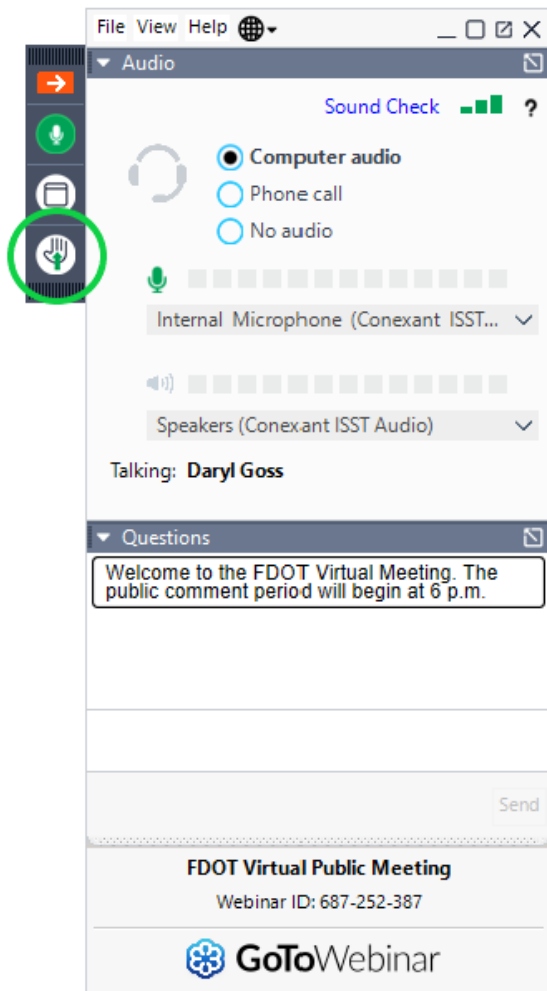 File View Help
Audio
Sound Check ?
Computer audio
Phone call
No audio
Internal Microphone (Conexant ISST...
Speakers (Conexant ISST Audio)
Talking: Daryl Goss
Questions
Welcome to the FDOT Virtual Meeting. The
public comment period will begin at 6 p.m.
Send
FDOT Virtual Public Meeting
Webinar ID: 687-252-387
GoToWebinar